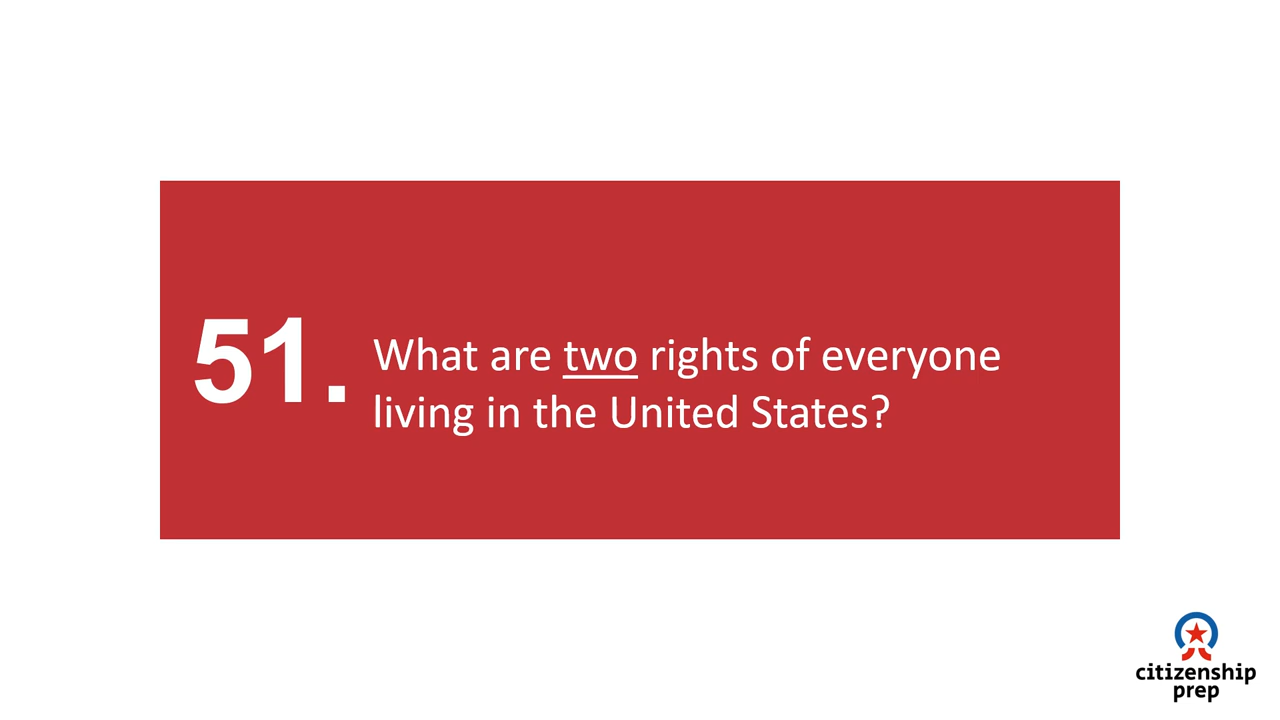 51.
What are two rights of everyone
living in the United States?
citizenship
prep